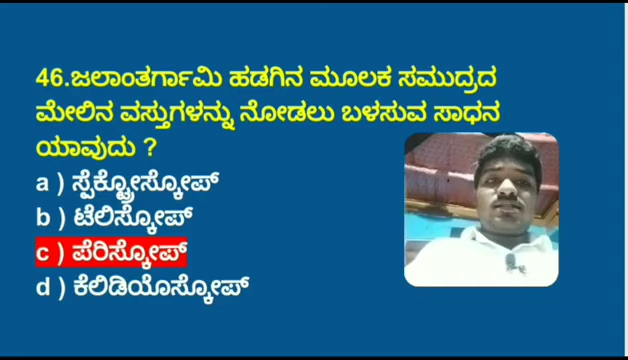 46.ಜಲಾಂತರ್ಗಾಮಿ ಹಡಗಿನ ಮೂಲಕ ಸಮುದ್ರದ
ಮೇಲಿನ ವಸ್ತುಗಳನ್ನು ನೋಡಲು ಬಳಸುವ ಸಾಧನ
ಯಾವುದು ?
a ) ಸ್ಪೆಕ್ಟ್ರೋಸ್ಕೋಪ್
b ) ಟೆಲಿಸ್ಕೋಪ್
c ) ಪೆರಿಸ್ಕೋಪ್
d ) ಕೆಲಿಡಿಯೊಸ್ಕೋಪ್